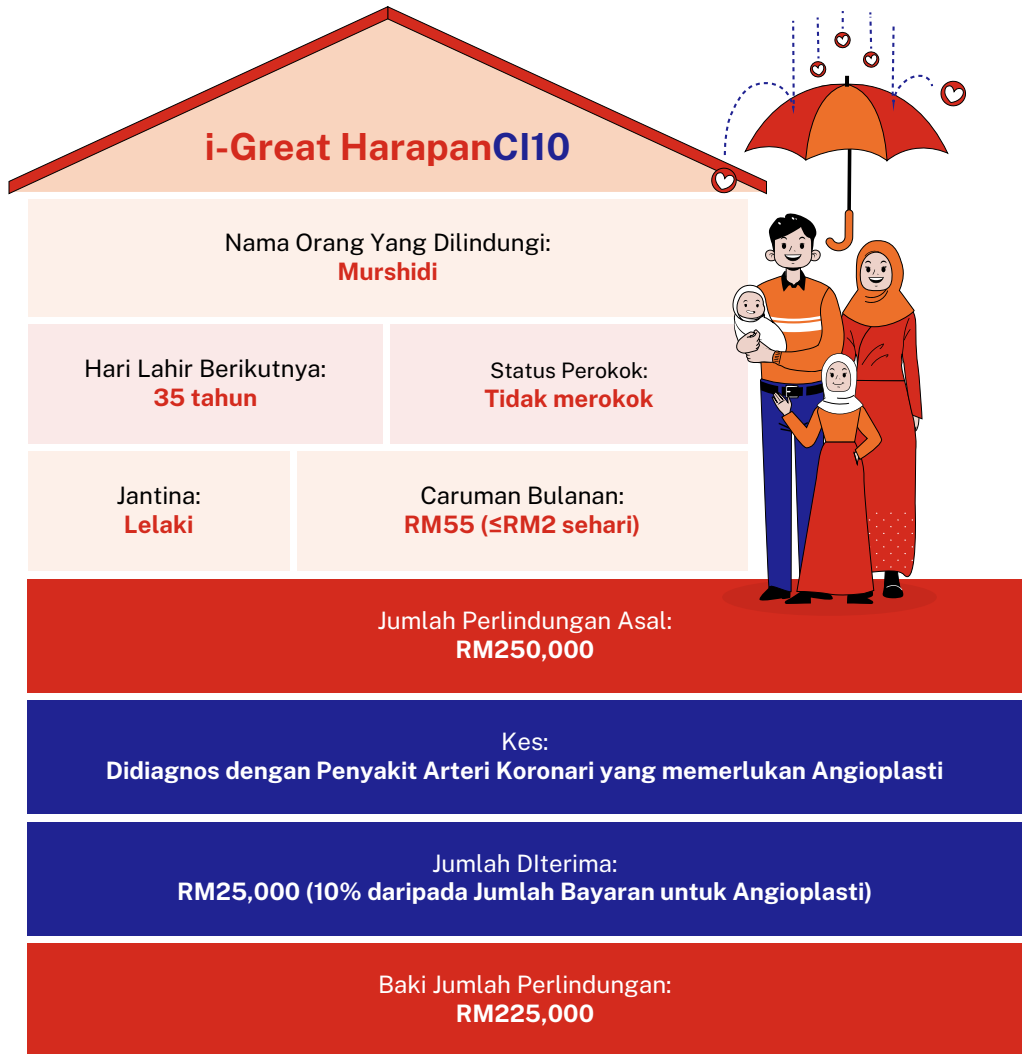 i-Great HarapanCI10
Nama Orang Yang Dilindungi:
Murshidi
Hari Lahir Berikutnya:
35 tahun
Status Perokok:
Tidak merokok
Jantina:
Lelaki
Caruman Bulanan:
RM55 (≤RM2 sehari)
Jumlah Perlindungan Asal:
RM250,000
Kes:
Didiagnos dengan Penyakit Arteri Koronari yang memerlukan Angioplasti
Jumlah DIterima:
RM25,000 (10% daripada Jumlah Bayaran untuk Angioplasti)
Baki Jumlah Perlindungan:
RM225,000